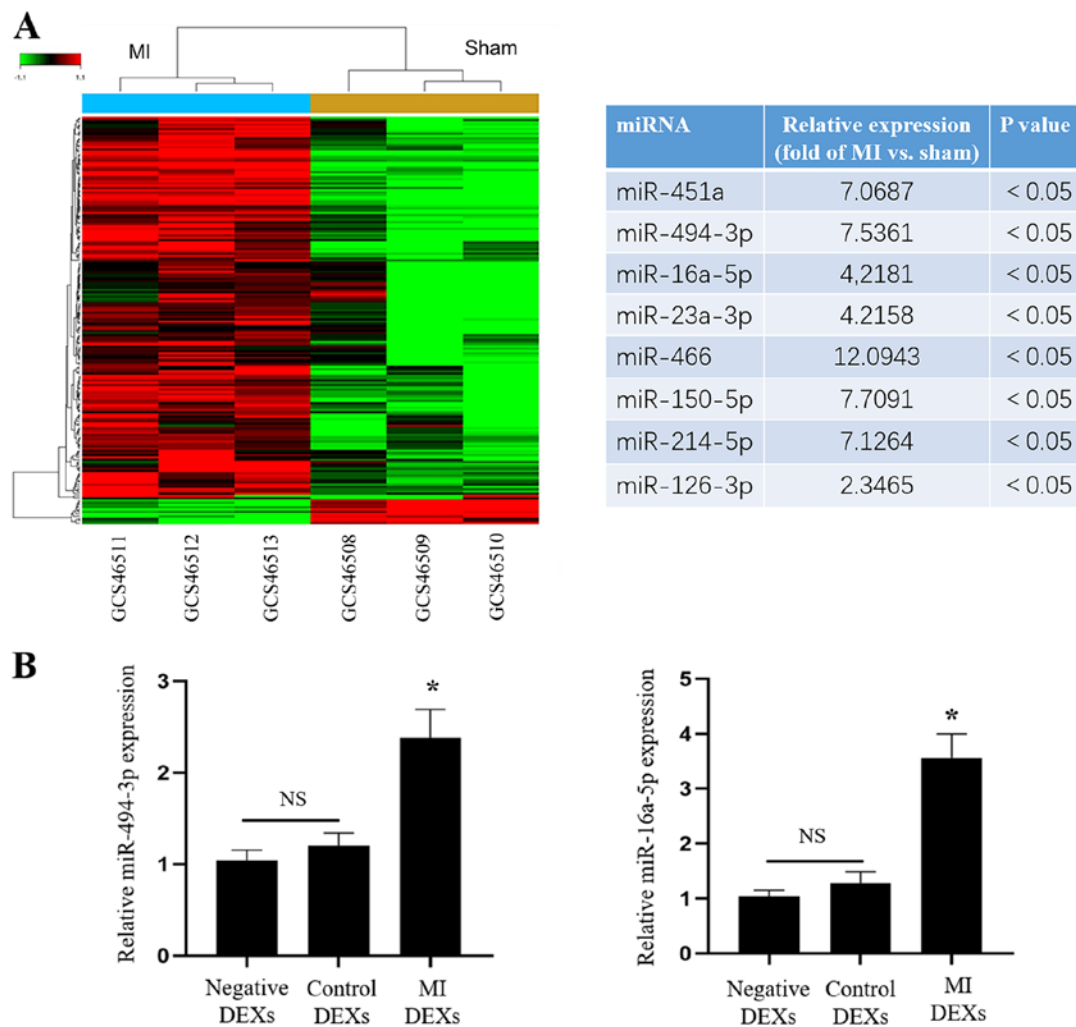 A
MI
Sham
-1.1
1.1
GCS46511
GCS46512
GCS46513
GCS46508
GCS46509
GCS46510
miRNA
Relative expression
(fold of MI vs. sham)
P value
miR-451a 7.0687 < 0.05
miR-494-3p 7.5361 < 0.05
miR-16a-5p 4,2181 < 0.05
miR-23a-3p 4.2158 < 0.05
miR-466 12.0943 < 0.05
miR-150-5p 7.7091 < 0.05
miR-214-5p 7.1264 < 0.05
miR-126-3p 2.3465 < 0.05
B
Relative miR-494-3p expression
3
2
1
0
NS
*
Negative
DEXs
Control
DEXs
MI
DEXs
Relative miR-16a-5p expression
5
4
3
2
1
0
NS
*
Negative
DEXs
Control
DEXs
MI
DEXs